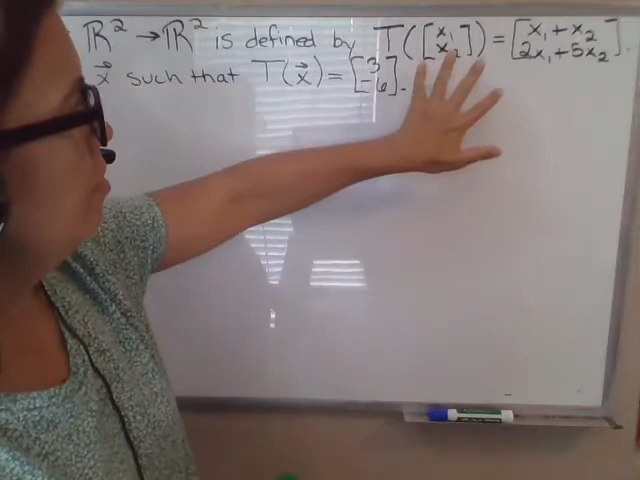 ℝ² → ℝ² is defined by T([x₁ x₂]) = [x₁ + x₂ 2x₁ + 5x₂].
x⃗ such that T(x⃗) = [3 -6].